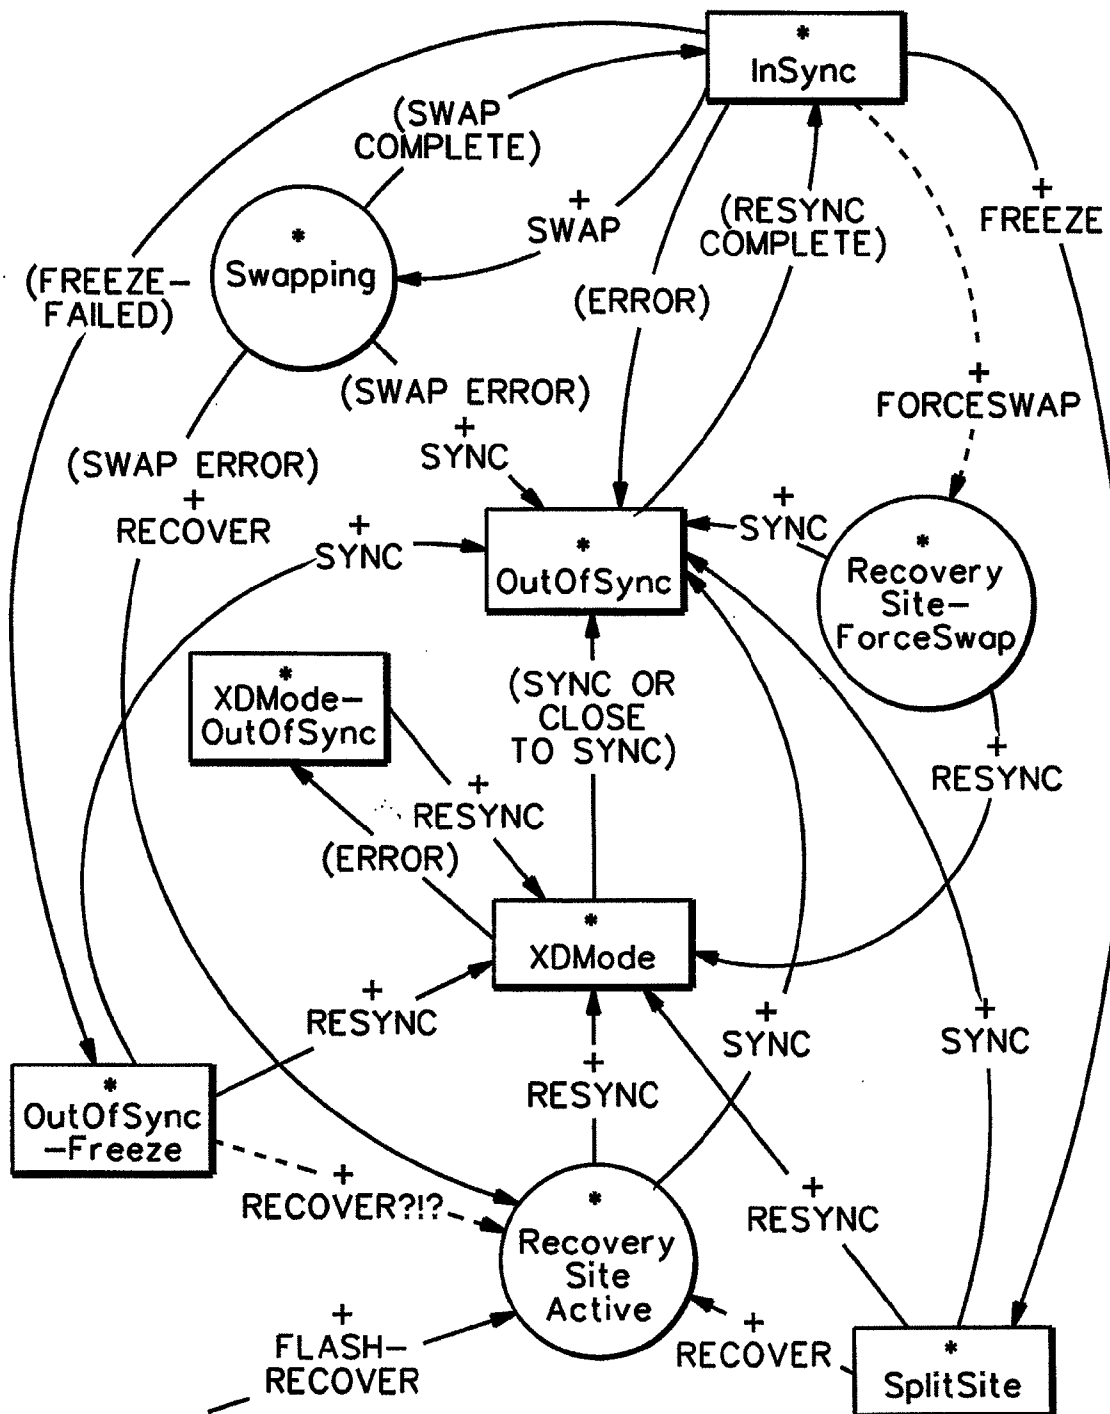 *
InSync
(SWAP
COMPLETE)
+
SWAP
(RESYNC
COMPLETE)
+
FREEZE
*
Swapping
(FREEZE-
FAILED)
(ERROR)
(SWAP ERROR)
+
SYNC
+
FORCESWAP
(SWAP ERROR)
+
RECOVER
+
SYNC
+
SYNC
*
OutOfSync
*
Recovery
Site-
ForceSwap
*
XDMode-
OutOfSync
(SYNC OR
CLOSE
TO SYNC)
+
RESYNC
+
RESYNC
(ERROR)
*
XDMode
+
RESYNC
+
SYNC
+
SYNC
+
RESYNC
*
OutOfSync
-Freeze
+
RECOVER?!?
+
RESYNC
*
Recovery
Site
Active
+
FLASH-
RECOVER
+
RECOVER
*
SplitSite